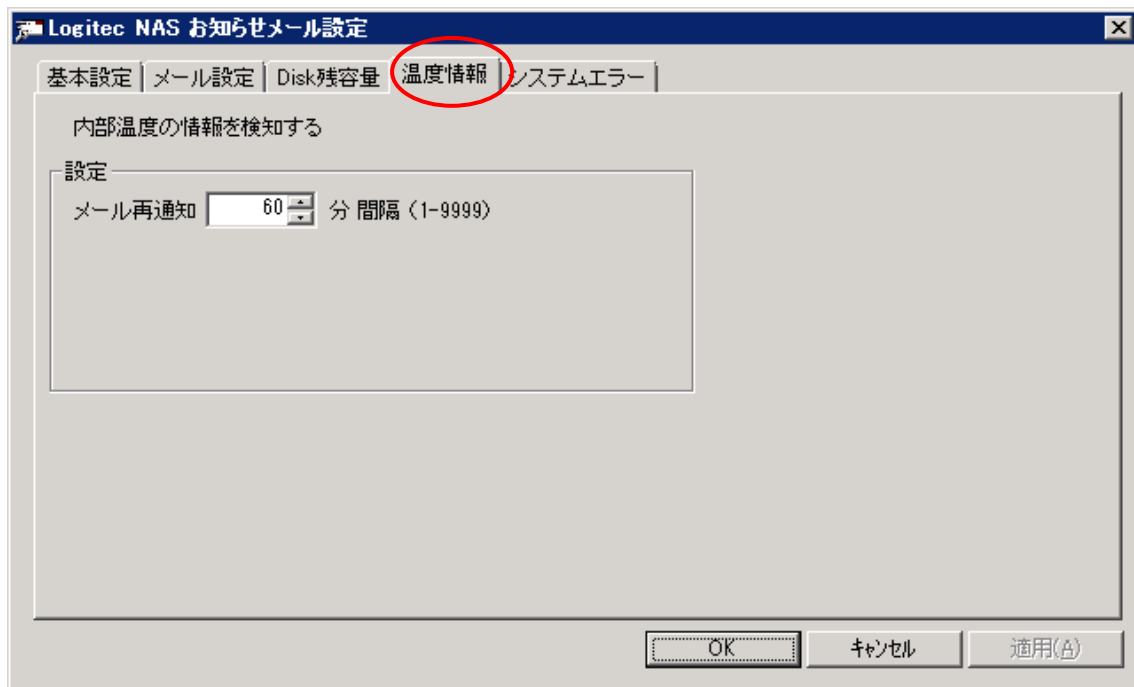 Logitec NAS お知らせメール設定
基本設定 メール設定 Disk残容量 温度情報 システムエラー
内部温度の情報を検知する
設定
メール再通知 60 分 間隔 (1-9999)
OK キャンセル 適用(A)